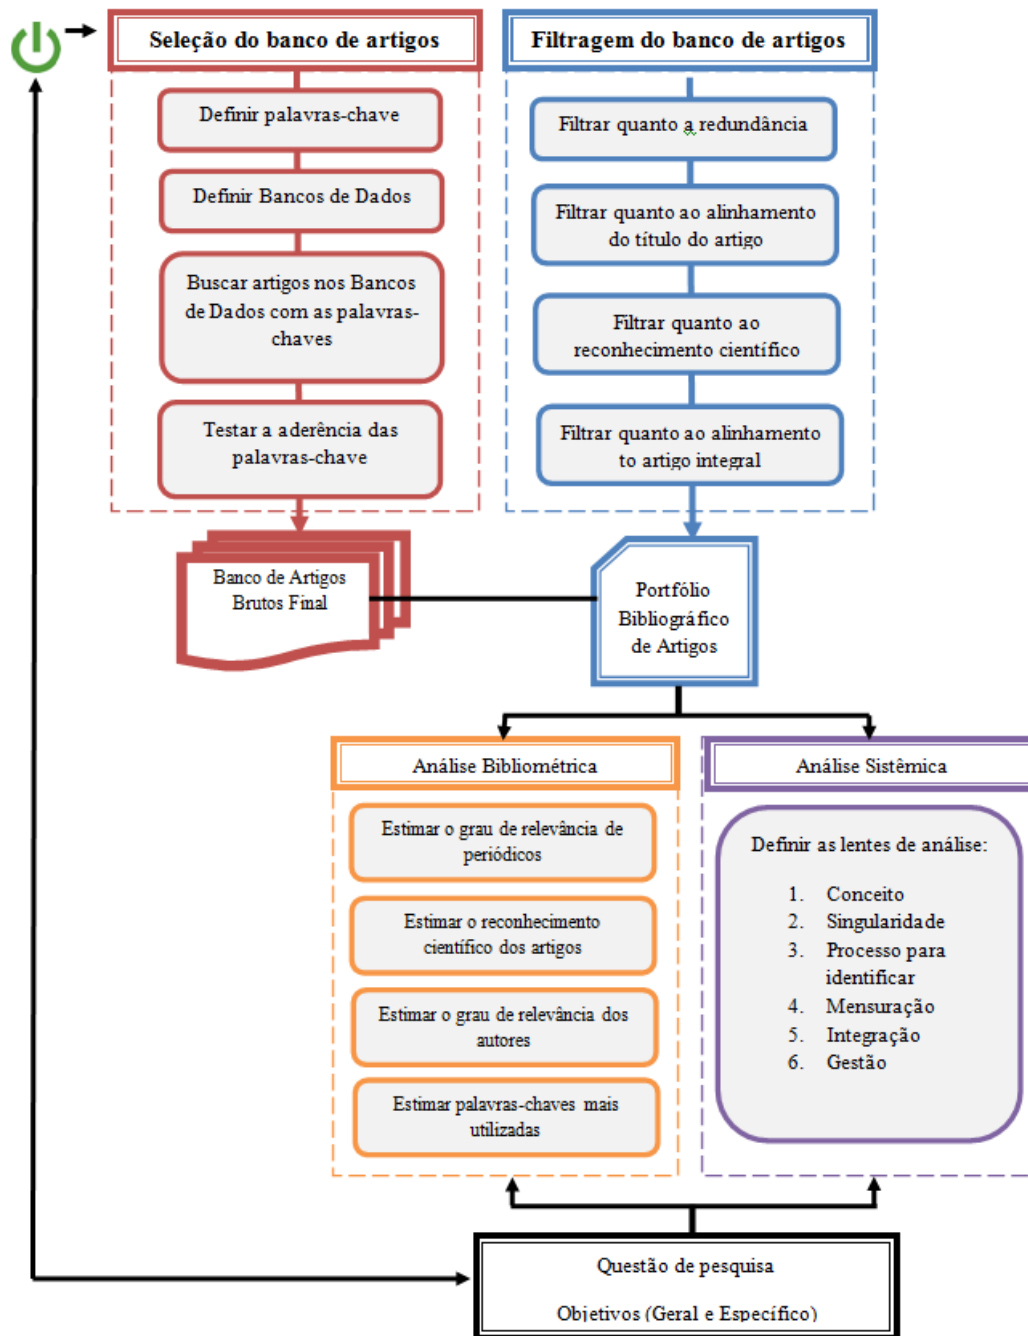 Seleção do banco de artigos
Definir palavras-chave
Definir Bancos de Dados
Buscar artigos nos Bancos
de Dados com as palavras-
chaves
Testar a aderência das
palavras-chave
Banco de Artigos
Brutos Final
Filtragem do banco de artigos
Filtrar quanto a redundância
Filtrar quanto ao alinhamento
do título do artigo
Filtrar quanto ao
reconhecimento científico
Filtrar quanto ao alinhamento
to artigo integral
Portfólio
Bibliográfico
de Artigos
Análise Bibliométrica
Estimar o grau de relevância de
periódicos
Estimar o reconhecimento
científico dos artigos
Estimar o grau de relevância dos
autores
Estimar palavras-chaves mais
utilizadas
Análise Sistêmica
Definir as lentes de análise:
1. Conceito
2. Singularidade
3. Processo para
identificar
4. Mensuração
5. Integração
6. Gestão
Questão de pesquisa
Objetivos (Geral e Específico)